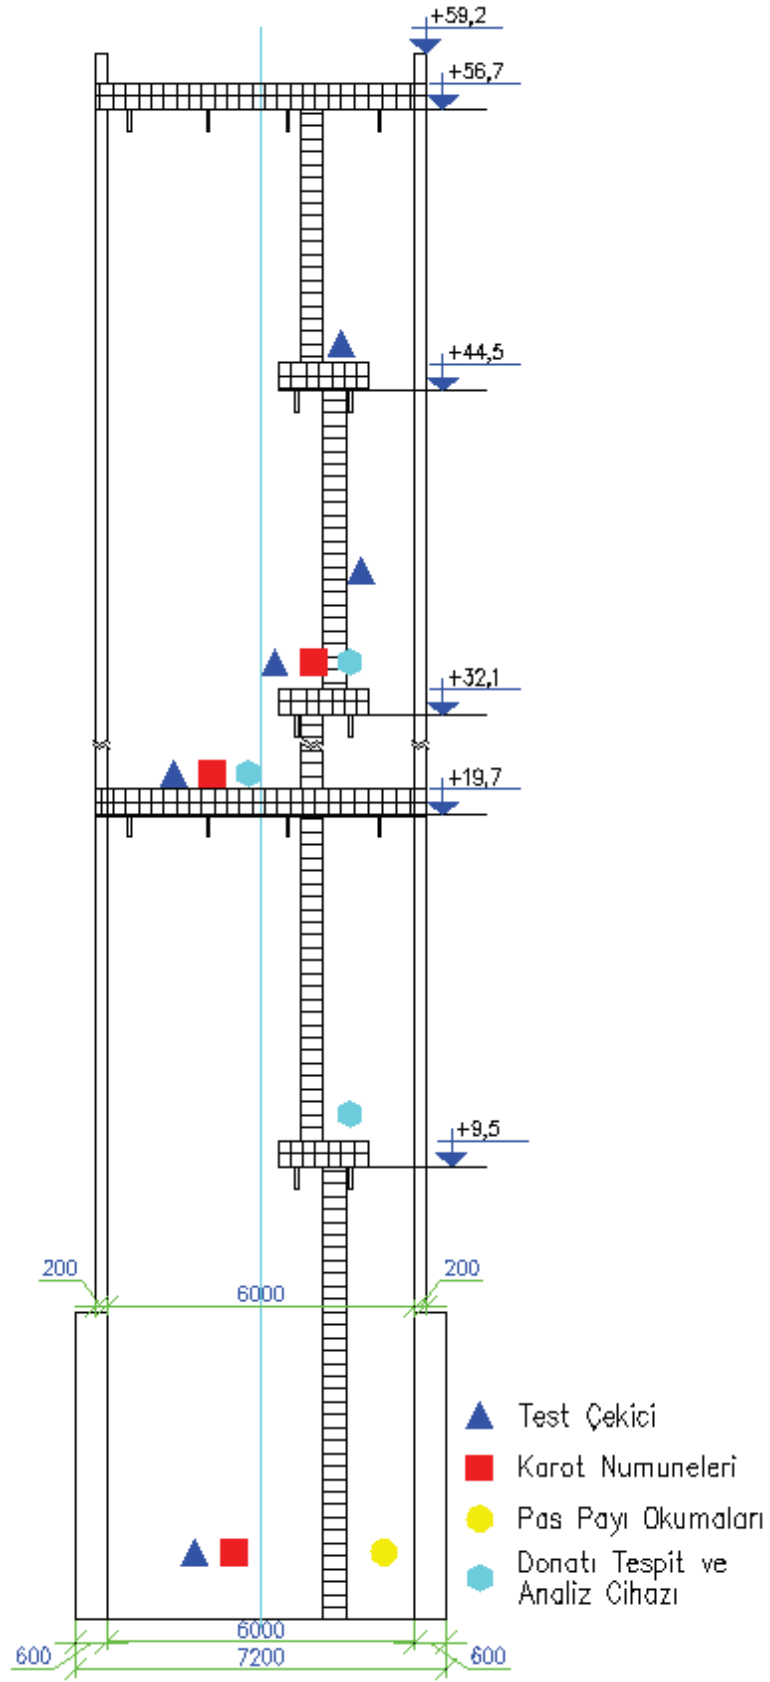 +59,2
+56,7
+44,5
+32,1
+19,7
+9,5
200
6000
200
Test Çekici
Karot Numuneleri
Pas Payı Okumaları
Donatı Tespit ve
Analiz Cihazı
600
6000
7200
600